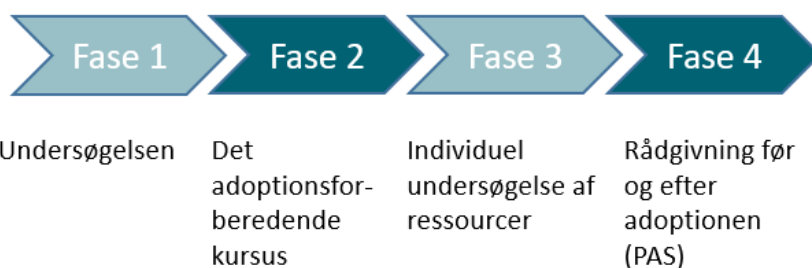 Fase 1
Fase 2
Fase 3
Fase 4
Undersøgelsen
Det
adoptionsfor-
beredende
kursus
Individuel
undersøgelse af
ressourcer
Rådgivning før
og efter
adoptionen
(PAS)